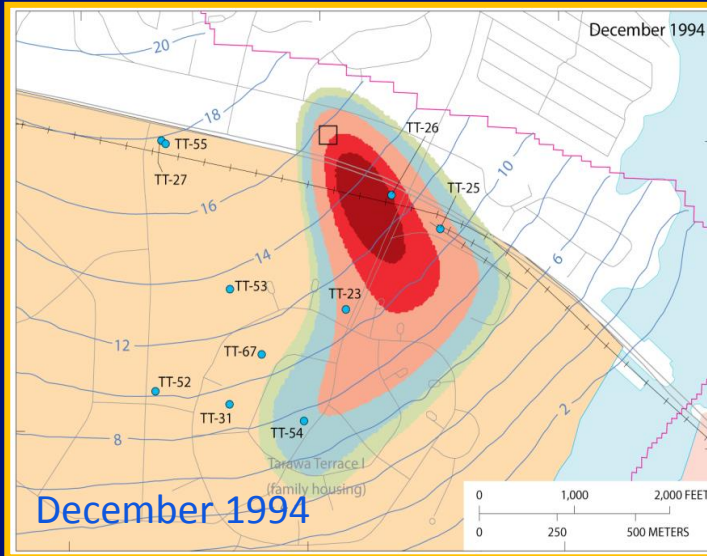 December 1994
20
18
TT-26
TT-55
TT-25
10
TT-27
16
6
14
TT-53
TT-23
12
TT-67
TT-52
2
TT-31
8
TT-54
Tarawa Terrace I
(family housing)
0 1,000 2,000 FEET
0 250 500 METERS
December 1994